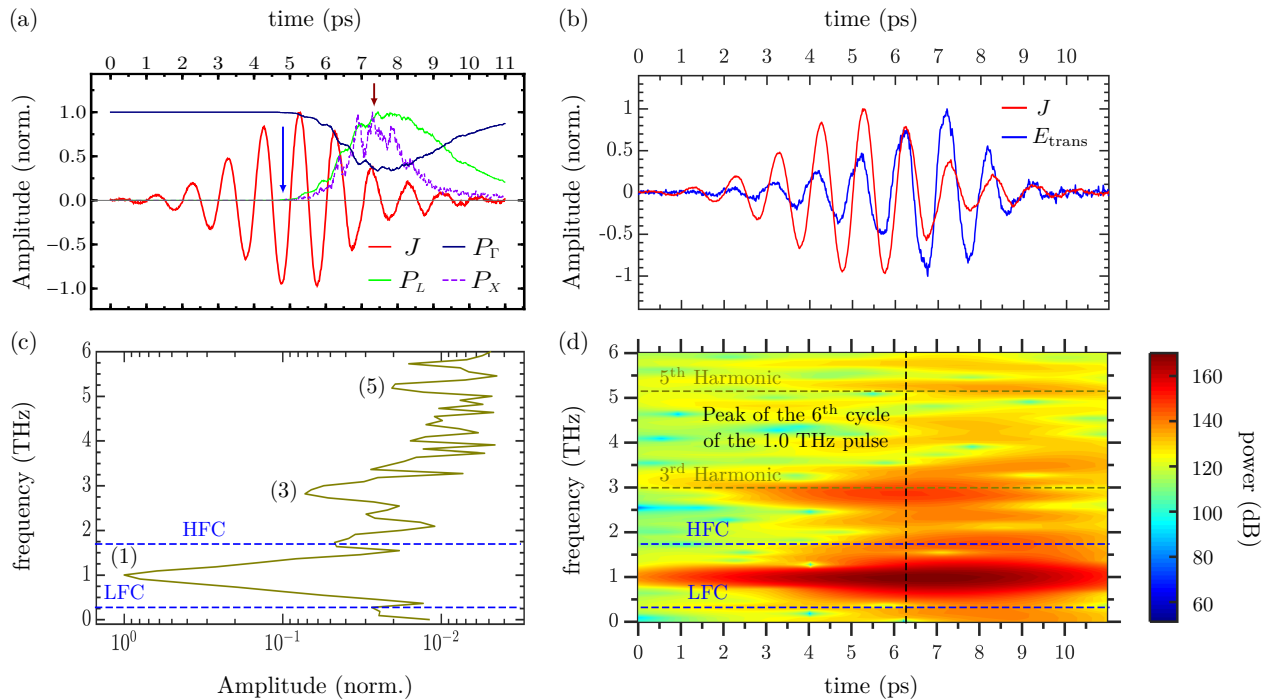 (a)
time (ps)
0 1 2 3 4 5 6 7 8 9 10 11
Amplitude (norm.)
1.0
0.5
0
-0.5
-1.0
J
P_Γ
P_L
P_X
(b)
time (ps)
0 1 2 3 4 5 6 7 8 9 10
Amplitude (norm.)
1
0.5
0
-0.5
-1
J
E_trans
(c)
frequency (THz)
6
5
4
3
2
1
0
(5)
(3)
HFC
(1)
LFC
10^0 10^-1 10^-2
Amplitude (norm.)
(d)
frequency (THz)
6
5
4
3
2
1
0
5th Harmonic
Peak of the 6th cycle
of the 1.0 THz pulse
3rd Harmonic
HFC
LFC
0 1 2 3 4 5 6 7 8 9 10
time (ps)
160
140
120
100
80
60
power (dB)